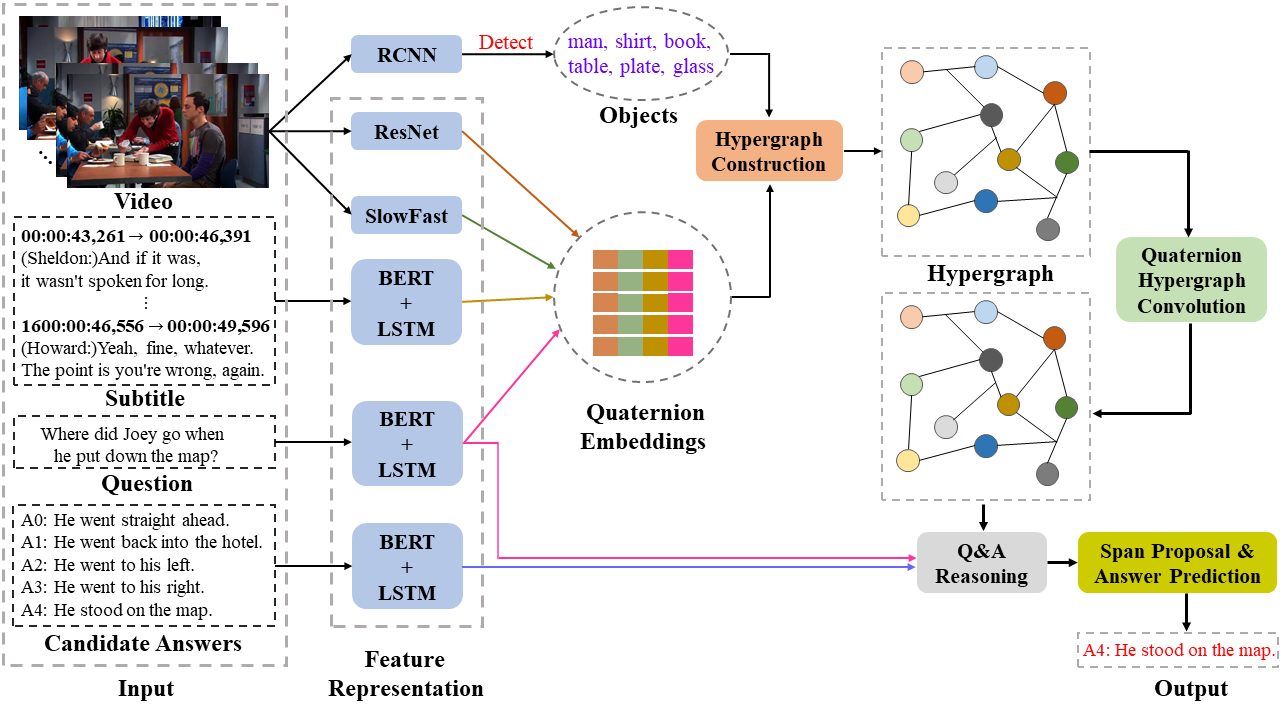 Video
00:00:43,261 → 00:00:46,391
(Sheldon:)And if it was,
it wasn't spoken for long.
⋮
1600:00:46,556 → 00:00:49,596
(Howard:)Yeah, fine, whatever.
The point is you're wrong, again.
Subtitle
Where did Joey go when
he put down the map?
Question
A0: He went straight ahead.
A1: He went back into the hotel.
A2: He went to his left.
A3: He went to his right.
A4: He stood on the map.
Candidate Answers
Input
RCNN
ResNet
SlowFast
BERT
+
LSTM
BERT
+
LSTM
BERT
+
LSTM
Feature
Representation
Detect
man, shirt, book,
table, plate, glass
Objects
Quaternion
Embeddings
Hypergraph
Construction
Hypergraph
Quaternion
Hypergraph
Convolution
Q&A
Reasoning
Span Proposal &
Answer Prediction
A4: He stood on the map.
Output